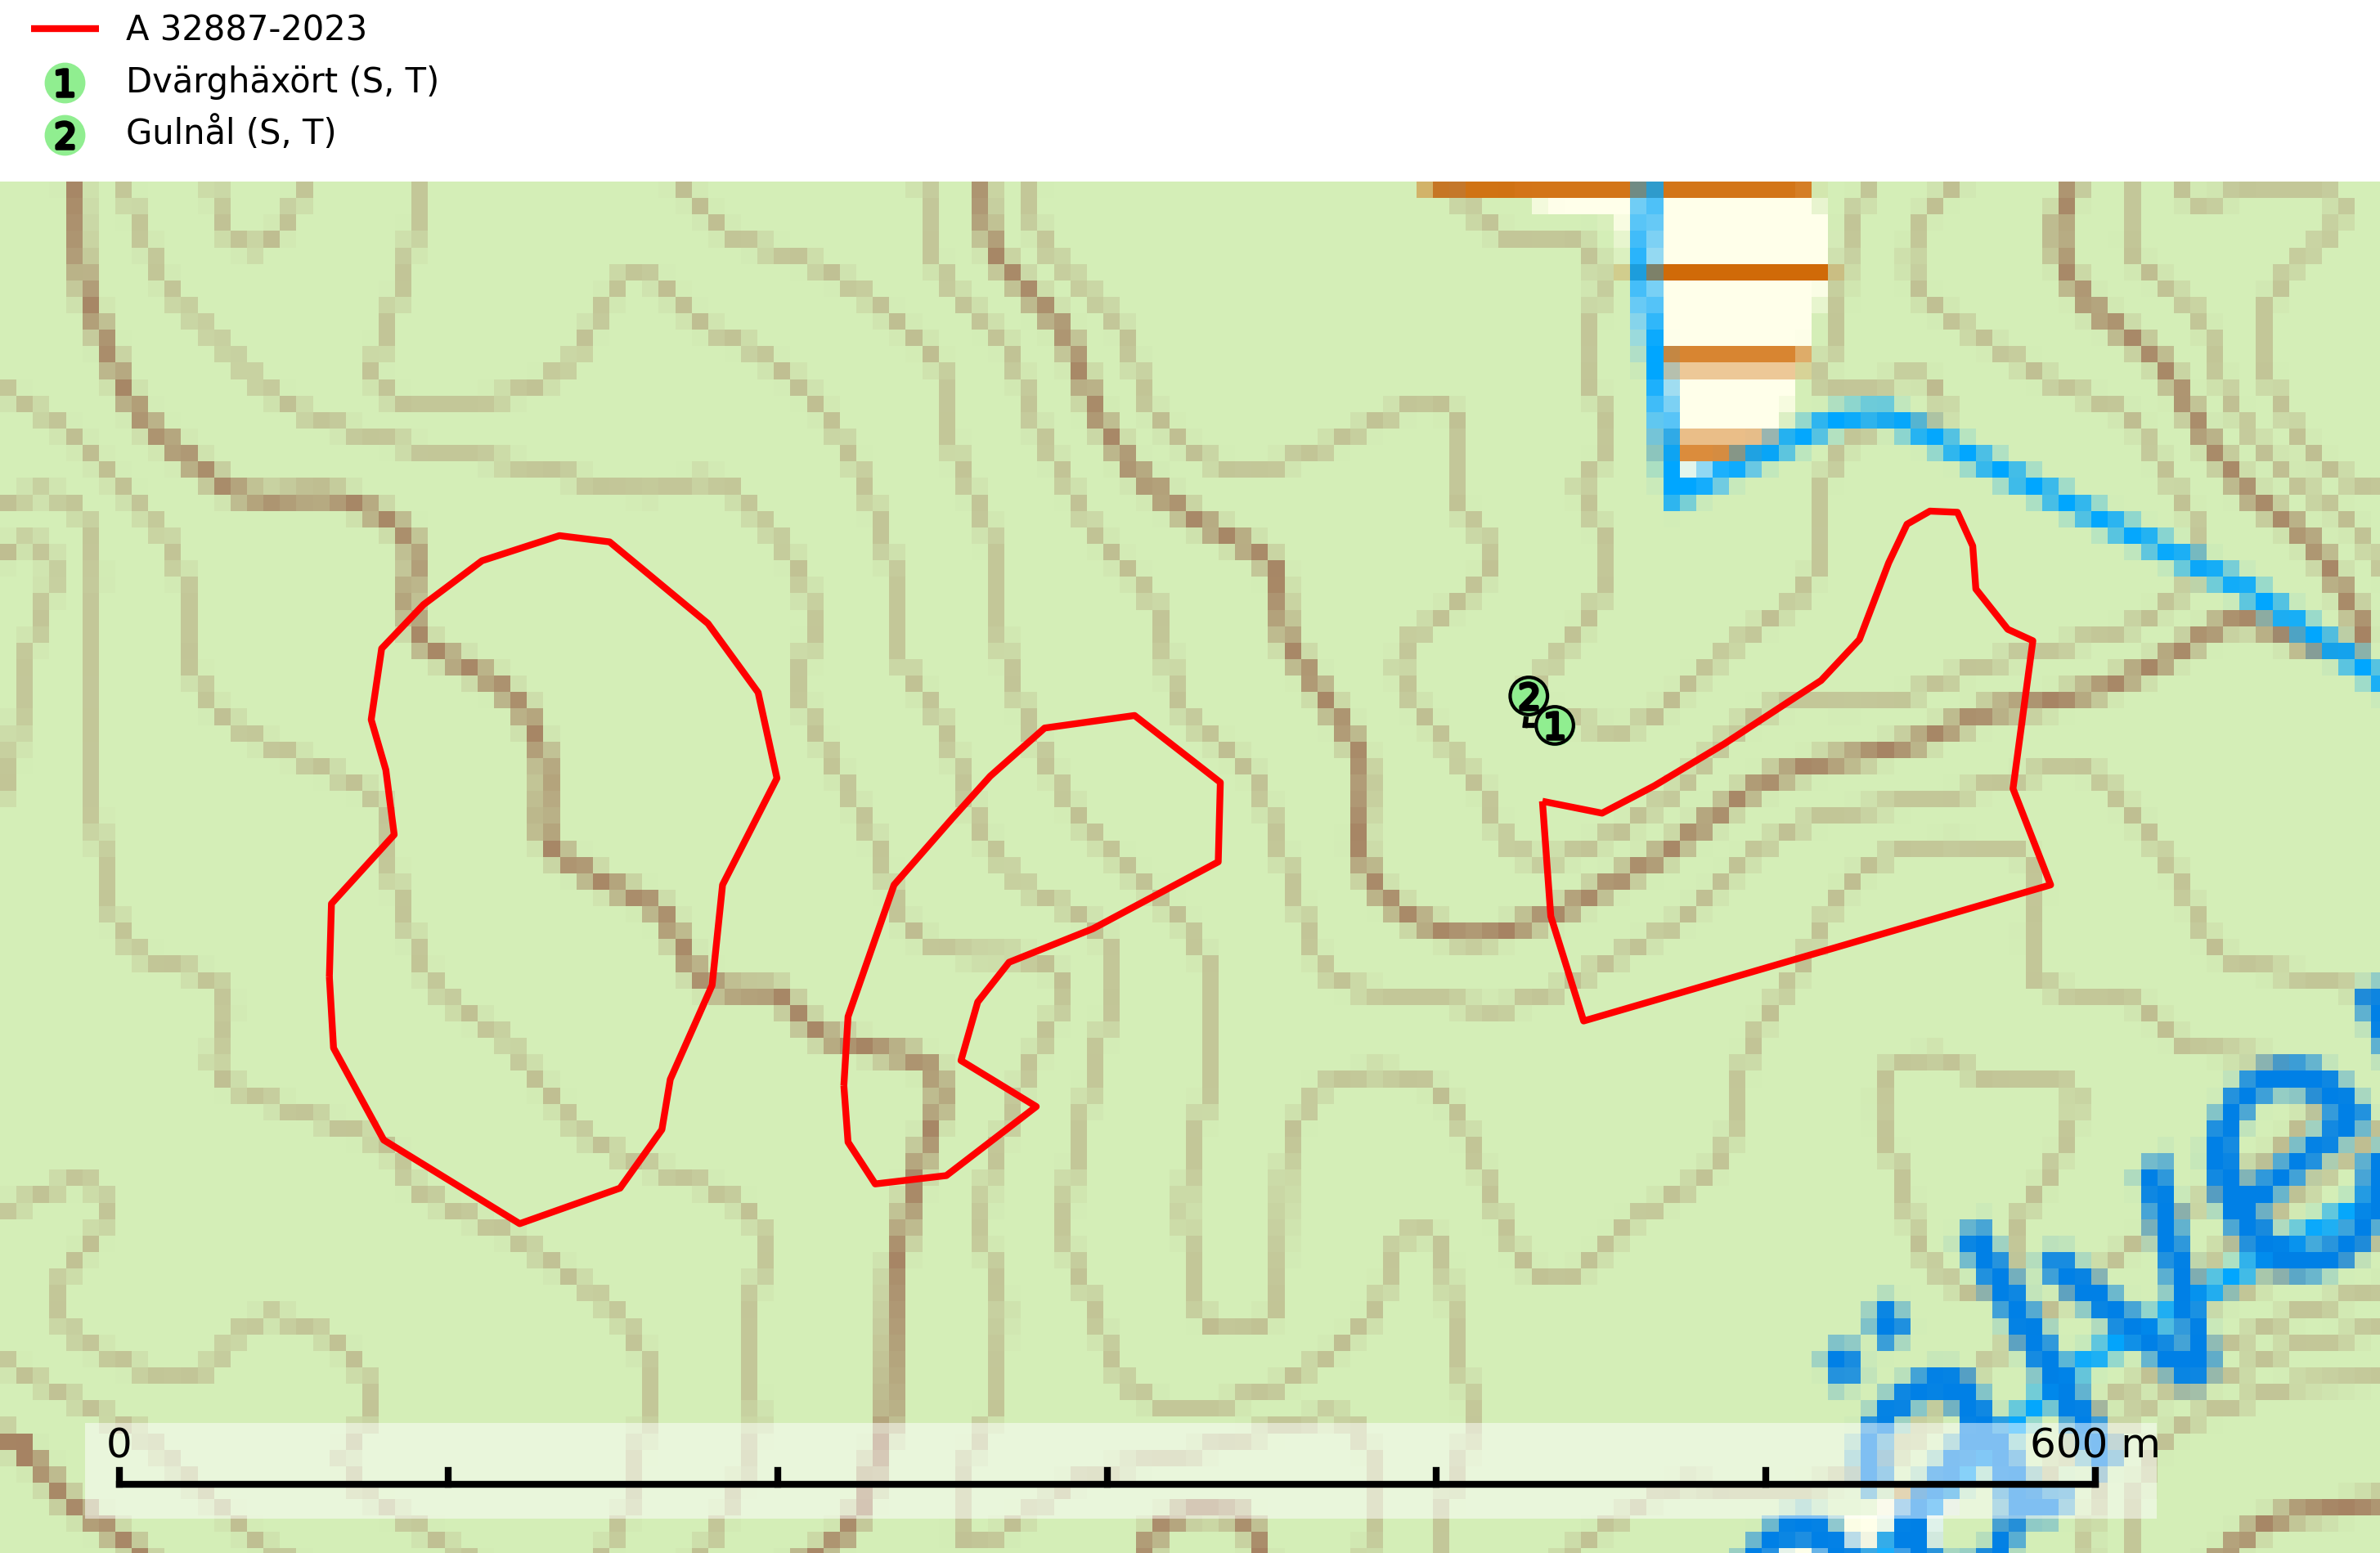 A 32887-2023
1 Dvärghäxört (S, T)
2 Gulnål (S, T)
2
1
0 600 m